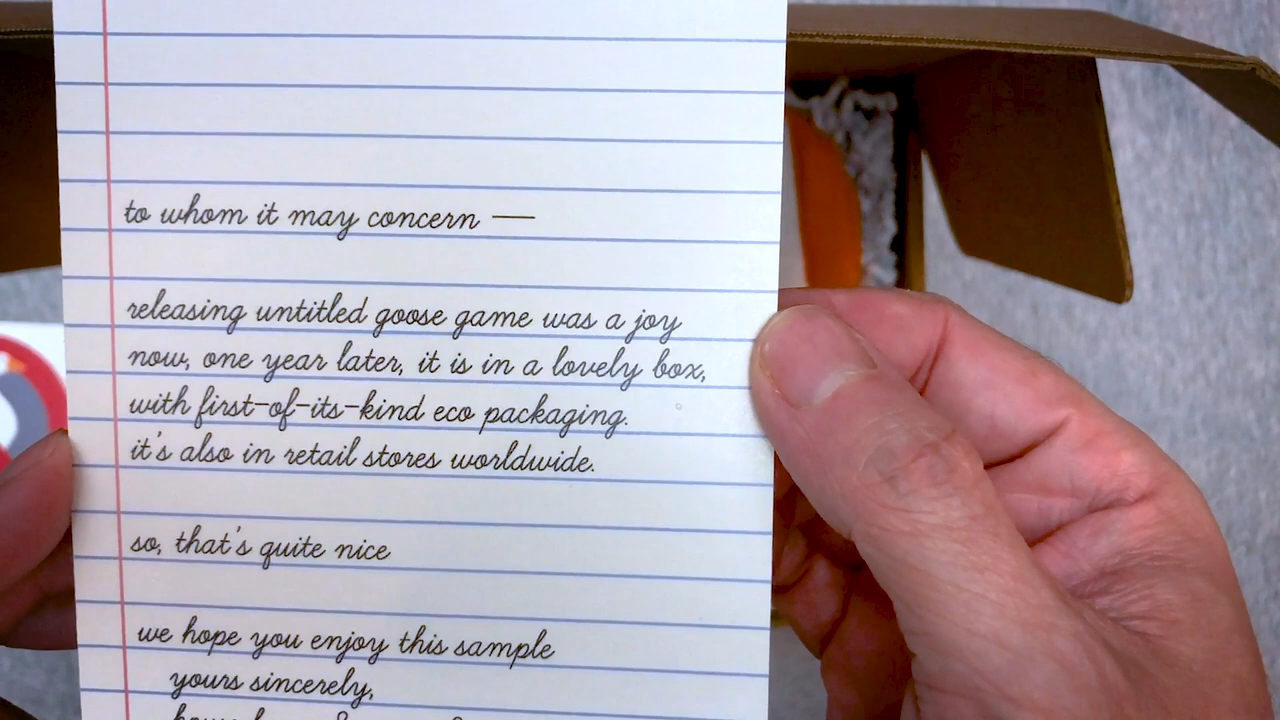 to whom it may concern —
releasing untitled goose game was a joy
now, one year later, it is in a lovely box,
with first-of-its-kind eco packaging.
it's also in retail stores worldwide.
so, that's quite nice
we hope you enjoy this sample
yours sincerely,